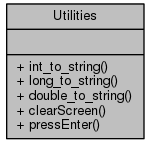 Utilities
+ int_to_string()
+ long_to_string()
+ double_to_string()
+ clearScreen()
+ pressEnter()